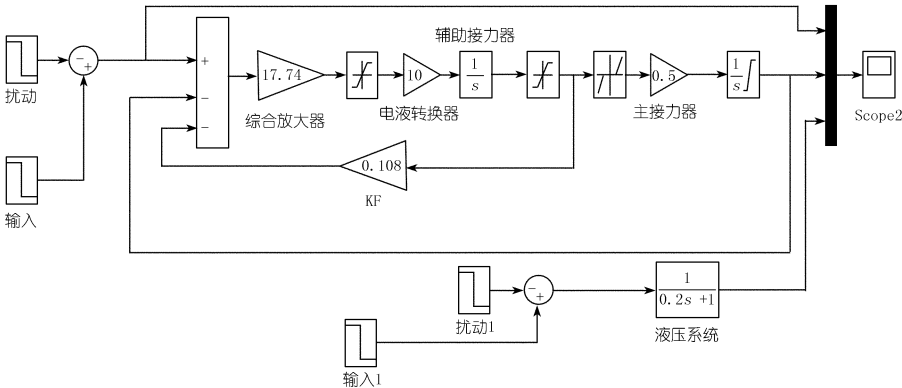 辅助接力器
扰动
−
+
+
−
−
17.74
综合放大器
10
电液转换器
1
s
0.5
主接力器
1
s
Scope2
输入
0.108
KF
扰动1
−
+
1
0.2s +1
液压系统
输入1